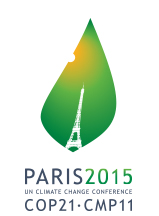 PARIS2015
UN CLIMATE CHANGE CONFERENCE
COP21·CMP11